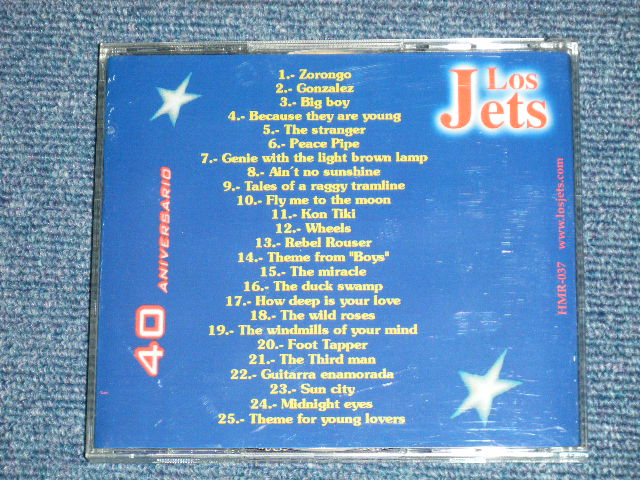 Los
Jets
1.- Zorongo
2.- Gonzalez
3.- Big boy
4.- Because they are young
5.- The stranger
6.- Peace Pipe
7.- Genie with the light brown lamp
8.- Ain´t no sunshine
9.- Tales of a raggy tramline
10.- Fly me to the moon
11.- Kon Tiki
12.- Wheels
13.- Rebel Rouser
14.- Theme from "Boys"
15.- The miracle
16.- The duck swamp
17.- How deep is your love
18.- The wild roses
19.- The windmills of your mind
20.- Foot Tapper
21.- The Third man
22.- Guitarra enamorada
23.- Sun city
24.- Midnight eyes
25.- Theme for young lovers
40 ANIVERSARIO
HMR-037 www.losjets.com